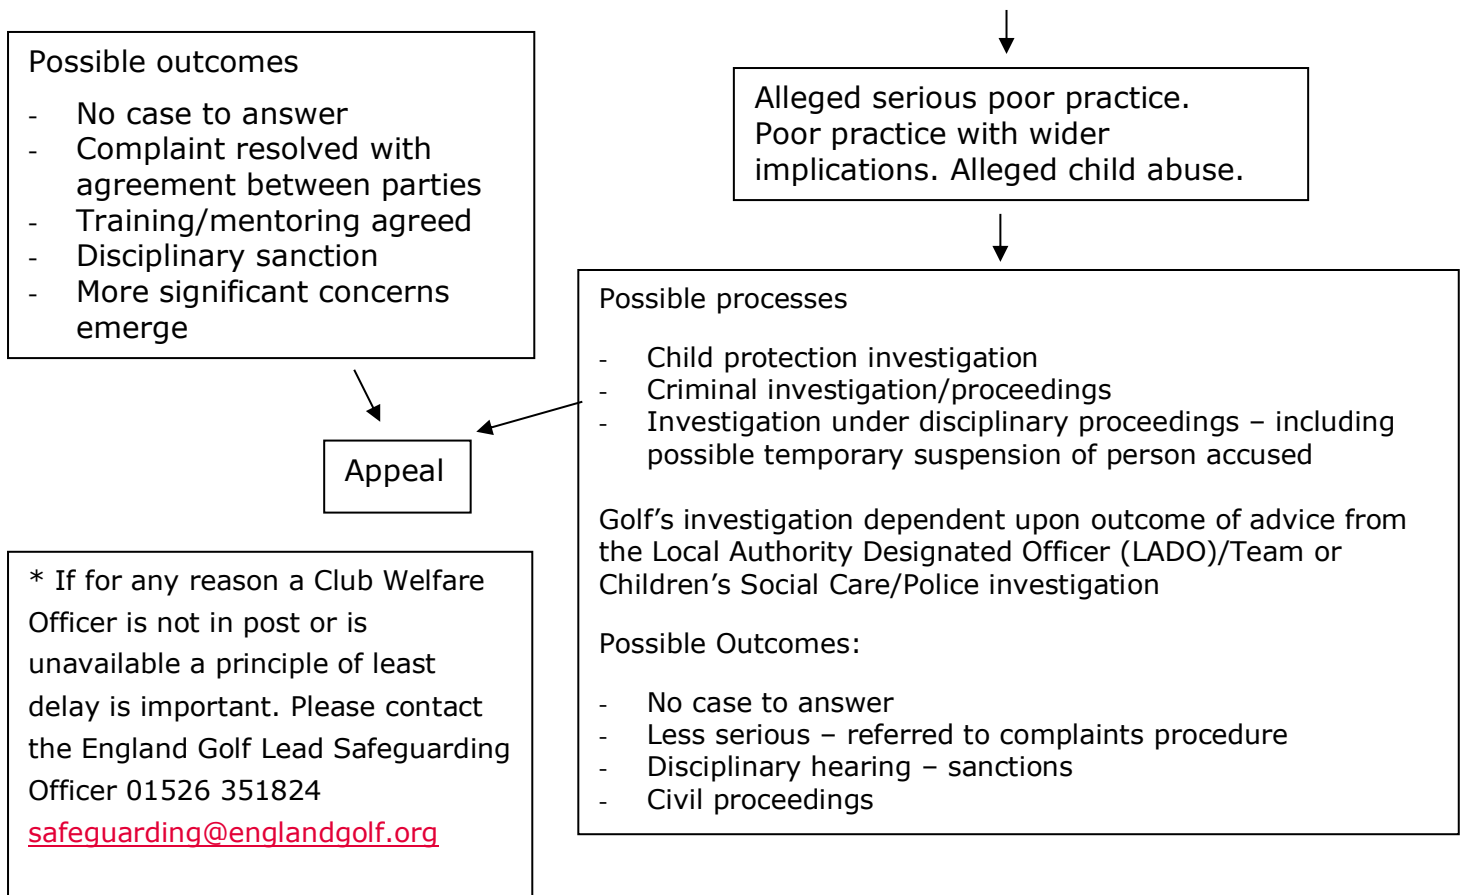 Possible outcomes
- No case to answer
- Complaint resolved with
agreement between parties
- Training/mentoring agreed
- Disciplinary sanction
- More significant concerns
emerge
Alleged serious poor practice.
Poor practice with wider
implications. Alleged child abuse.
Possible processes
- Child protection investigation
- Criminal investigation/proceedings
- Investigation under disciplinary proceedings – including
possible temporary suspension of person accused
Golf’s investigation dependent upon outcome of advice from
the Local Authority Designated Officer (LADO)/Team or
Children’s Social Care/Police investigation
Possible Outcomes:
- No case to answer
- Less serious – referred to complaints procedure
- Disciplinary hearing – sanctions
- Civil proceedings
Appeal
* If for any reason a Club Welfare
Officer is not in post or is
unavailable a principle of least
delay is important. Please contact
the England Golf Lead Safeguarding
Officer 01526 351824
safeguarding@englandgolf.org